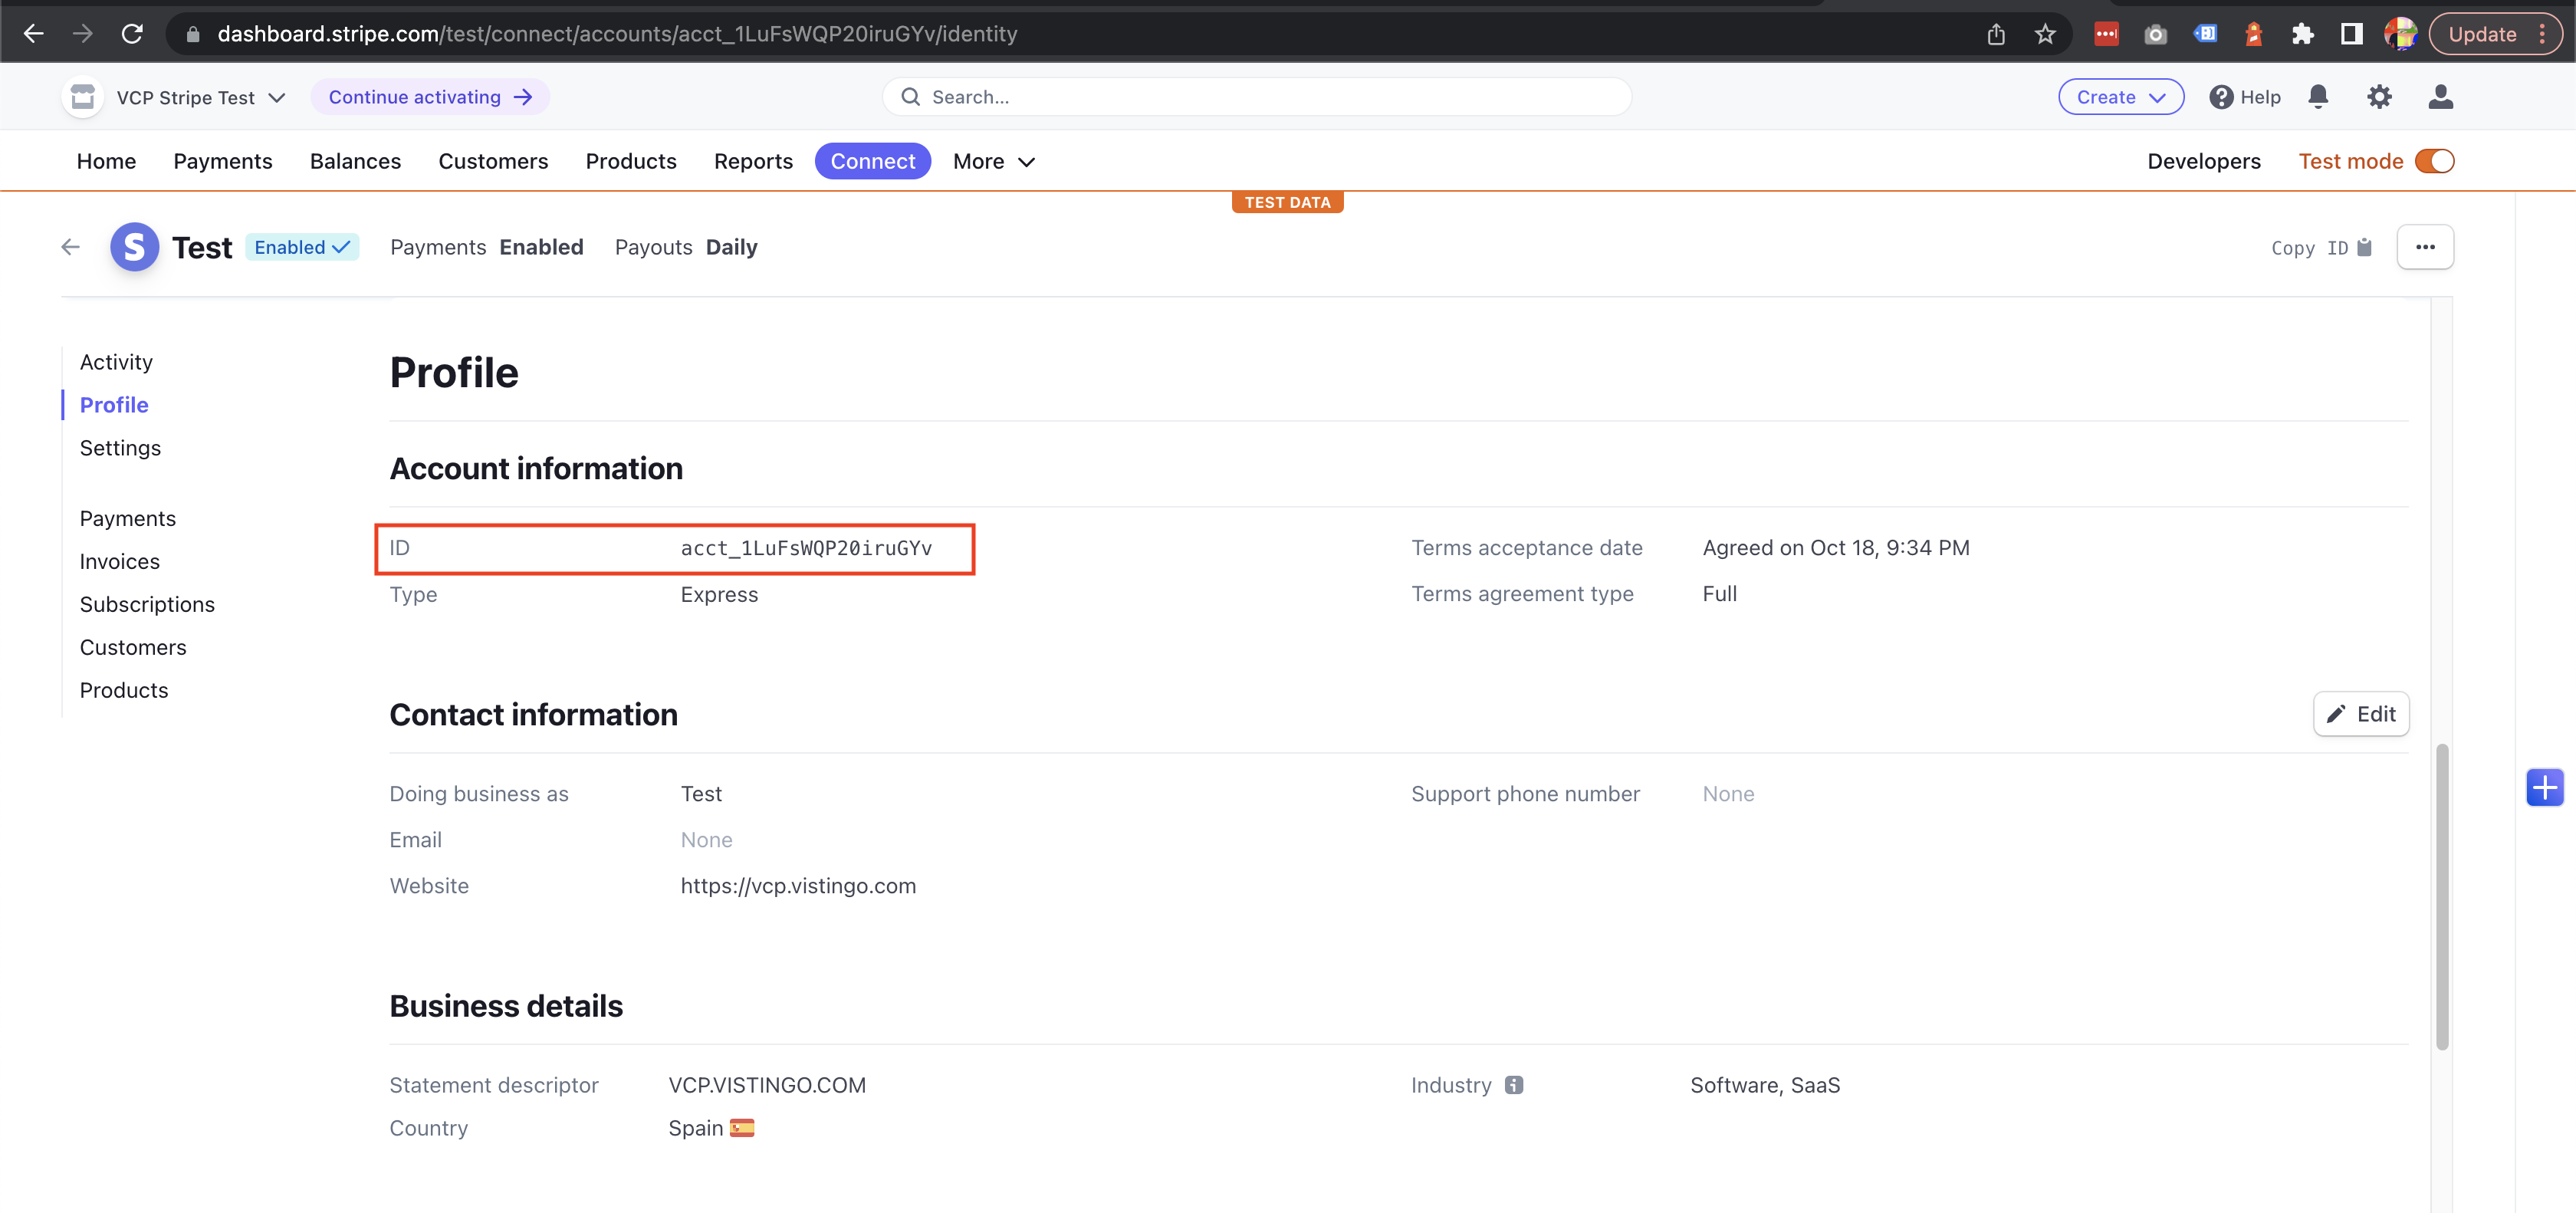 dashboard.stripe.com/test/connect/accounts/acct_1LuFsWQP20iruGYv/identity
Update
VCP Stripe Test
Continue activating
Search...
Create
Help
Home Payments Balances Customers Products Reports Connect More
Developers Test mode
TEST DATA
S Test Enabled Payments Enabled Payouts Daily
Copy ID
Activity
Profile
Settings
Payments
Invoices
Subscriptions
Customers
Products
Profile
Account information
ID acct_1LuFsWQP20iruGYv Terms acceptance date Agreed on Oct 18, 9:34 PM
Type Express Terms agreement type Full
Contact information Edit
Doing business as Test Support phone number None
Email None
Website https://vcp.vistingo.com
Business details
Statement descriptor VCP.VISTINGO.COM Industry Software, SaaS
Country Spain